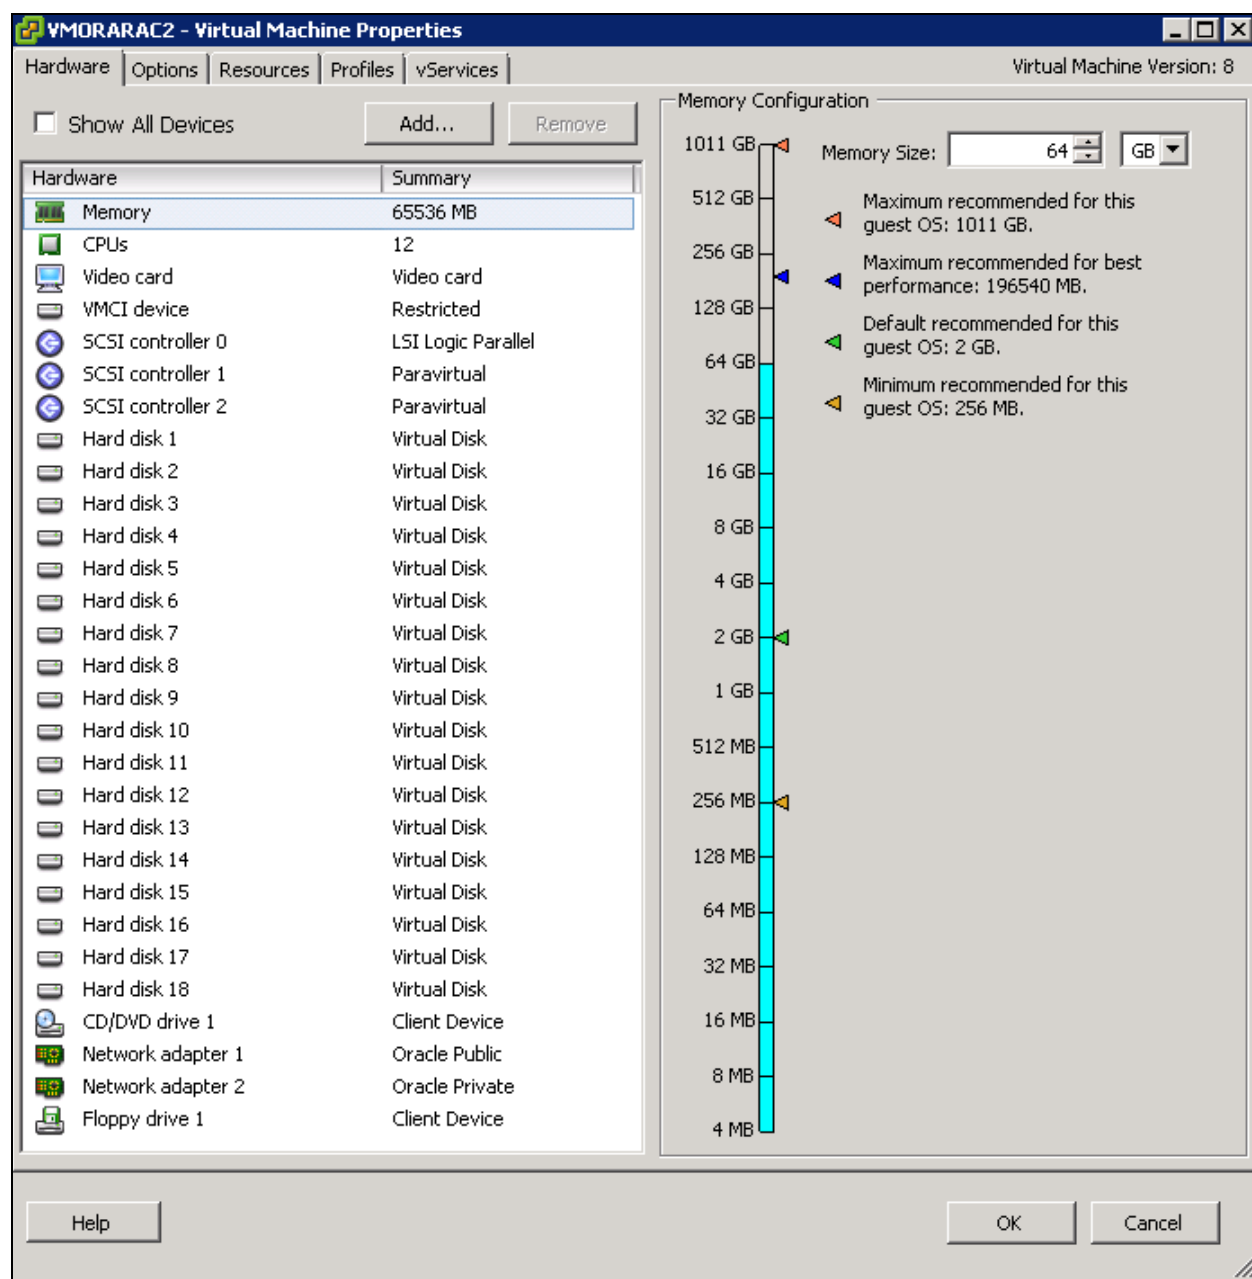 VMORARAC2 - Virtual Machine Properties
Hardware Options Resources Profiles vServices Virtual Machine Version: 8
Show All Devices Add... Remove
Hardware Summary
Memory 65536 MB
CPUs 12
Video card Video card
VMCI device Restricted
SCSI controller 0 LSI Logic Parallel
SCSI controller 1 Paravirtual
SCSI controller 2 Paravirtual
Hard disk 1 Virtual Disk
Hard disk 2 Virtual Disk
Hard disk 3 Virtual Disk
Hard disk 4 Virtual Disk
Hard disk 5 Virtual Disk
Hard disk 6 Virtual Disk
Hard disk 7 Virtual Disk
Hard disk 8 Virtual Disk
Hard disk 9 Virtual Disk
Hard disk 10 Virtual Disk
Hard disk 11 Virtual Disk
Hard disk 12 Virtual Disk
Hard disk 13 Virtual Disk
Hard disk 14 Virtual Disk
Hard disk 15 Virtual Disk
Hard disk 16 Virtual Disk
Hard disk 17 Virtual Disk
Hard disk 18 Virtual Disk
CD/DVD drive 1 Client Device
Network adapter 1 Oracle Public
Network adapter 2 Oracle Private
Floppy drive 1 Client Device
Memory Configuration
1011 GB
512 GB
256 GB
128 GB
64 GB
32 GB
16 GB
8 GB
4 GB
2 GB
1 GB
512 MB
256 MB
128 MB
64 MB
32 MB
16 MB
8 MB
4 MB
Memory Size: 64 GB
Maximum recommended for this
guest OS: 1011 GB.
Maximum recommended for best
performance: 196540 MB.
Default recommended for this
guest OS: 2 GB.
Minimum recommended for this
guest OS: 256 MB.
Help OK Cancel